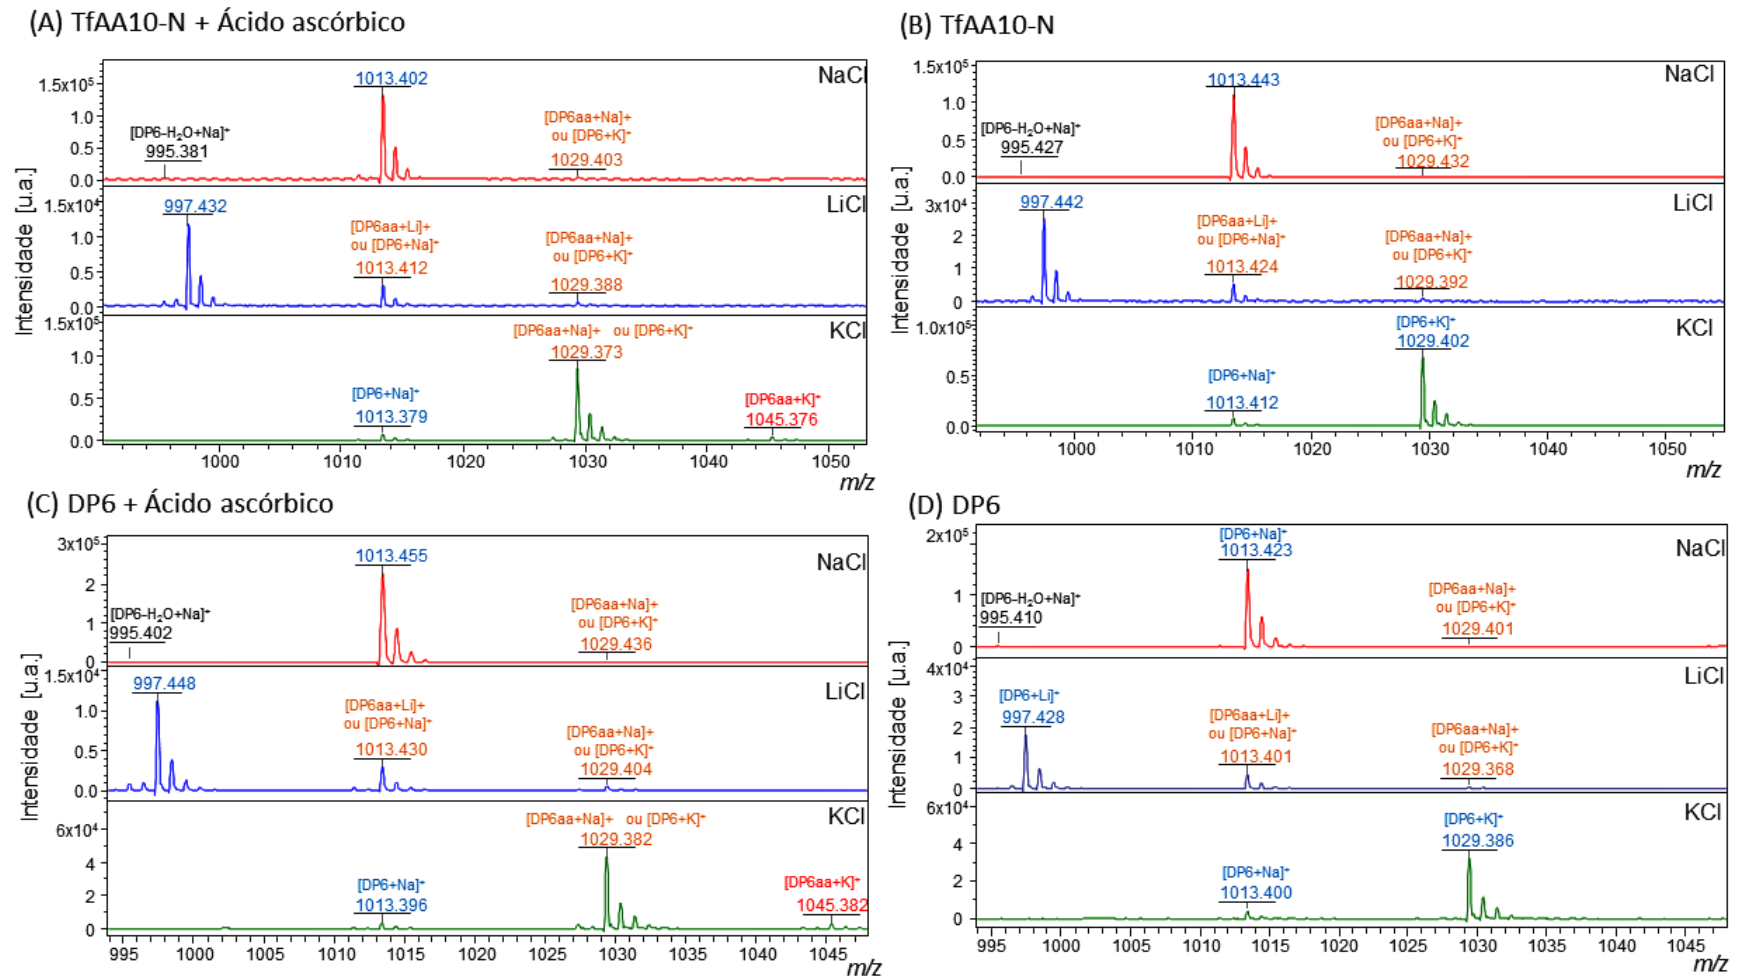 (A) TfAA10-N + Ácido ascórbico
Intensidade [u.a.]
NaCl
1.5x10⁵
1.0
0.5
0.0
[DP6-H₂O+Na]⁺
995.381
1013.402
[DP6aa+Na]+
ou [DP6+K]⁺
1029.403
LiCl
1.5x10⁴
1.0
0.5
0.0
997.432
[DP6aa+Li]+
ou [DP6+Na]⁺
1013.412
[DP6aa+Na]+
ou [DP6+K]⁺
1029.388
KCl
1.5x10⁵
1.0
0.5
0.0
[DP6+Na]⁺
1013.379
[DP6aa+Na]+ ou [DP6+K]⁺
1029.373
[DP6aa+K]⁺
1045.376
1000 1010 1020 1030 1040 1050
m/z
(B) TfAA10-N
Intensidade [u.a.]
NaCl
1.5x10⁵
1.0
0.5
0.0
[DP6-H₂O+Na]⁺
995.427
1013.443
[DP6aa+Na]+
ou [DP6+K]⁺
1029.432
LiCl
3x10⁴
2
1
0
997.442
[DP6aa+Li]+
ou [DP6+Na]⁺
1013.424
[DP6aa+Na]+
ou [DP6+K]⁺
1029.392
KCl
1.0x10⁵
0.5
0.0
[DP6+Na]⁺
1013.412
[DP6+K]⁺
1029.402
1000 1010 1020 1030 1040 1050
m/z
(C) DP6 + Ácido ascórbico
Intensidade [u.a.]
NaCl
3x10⁵
2
1
0
[DP6-H₂O+Na]⁺
995.402
1013.455
[DP6aa+Na]+
ou [DP6+K]⁺
1029.436
LiCl
1.5x10⁴
1.0
0.5
0.0
997.448
[DP6aa+Li]+
ou [DP6+Na]⁺
1013.430
[DP6aa+Na]+
ou [DP6+K]⁺
1029.404
KCl
6x10⁴
4
2
0
[DP6+Na]⁺
1013.396
[DP6aa+Na]+ ou [DP6+K]⁺
1029.382
[DP6aa+K]⁺
1045.382
995 1000 1005 1010 1015 1020 1025 1030 1035 1040 1045
m/z
(D) DP6
Intensidade [u.a.]
NaCl
2x10⁵
1
0
[DP6-H₂O+Na]⁺
995.410
[DP6+Na]⁺
1013.423
[DP6aa+Na]+
ou [DP6+K]⁺
1029.401
LiCl
4x10⁴
3
2
1
0
[DP6+Li]⁺
997.428
[DP6aa+Li]+
ou [DP6+Na]⁺
1013.401
[DP6aa+Na]+
ou [DP6+K]⁺
1029.368
KCl
6x10⁴
4
2
0
[DP6+Na]⁺
1013.400
[DP6+K]⁺
1029.386
995 1000 1005 1010 1015 1020 1025 1030 1035 1040 1045
m/z